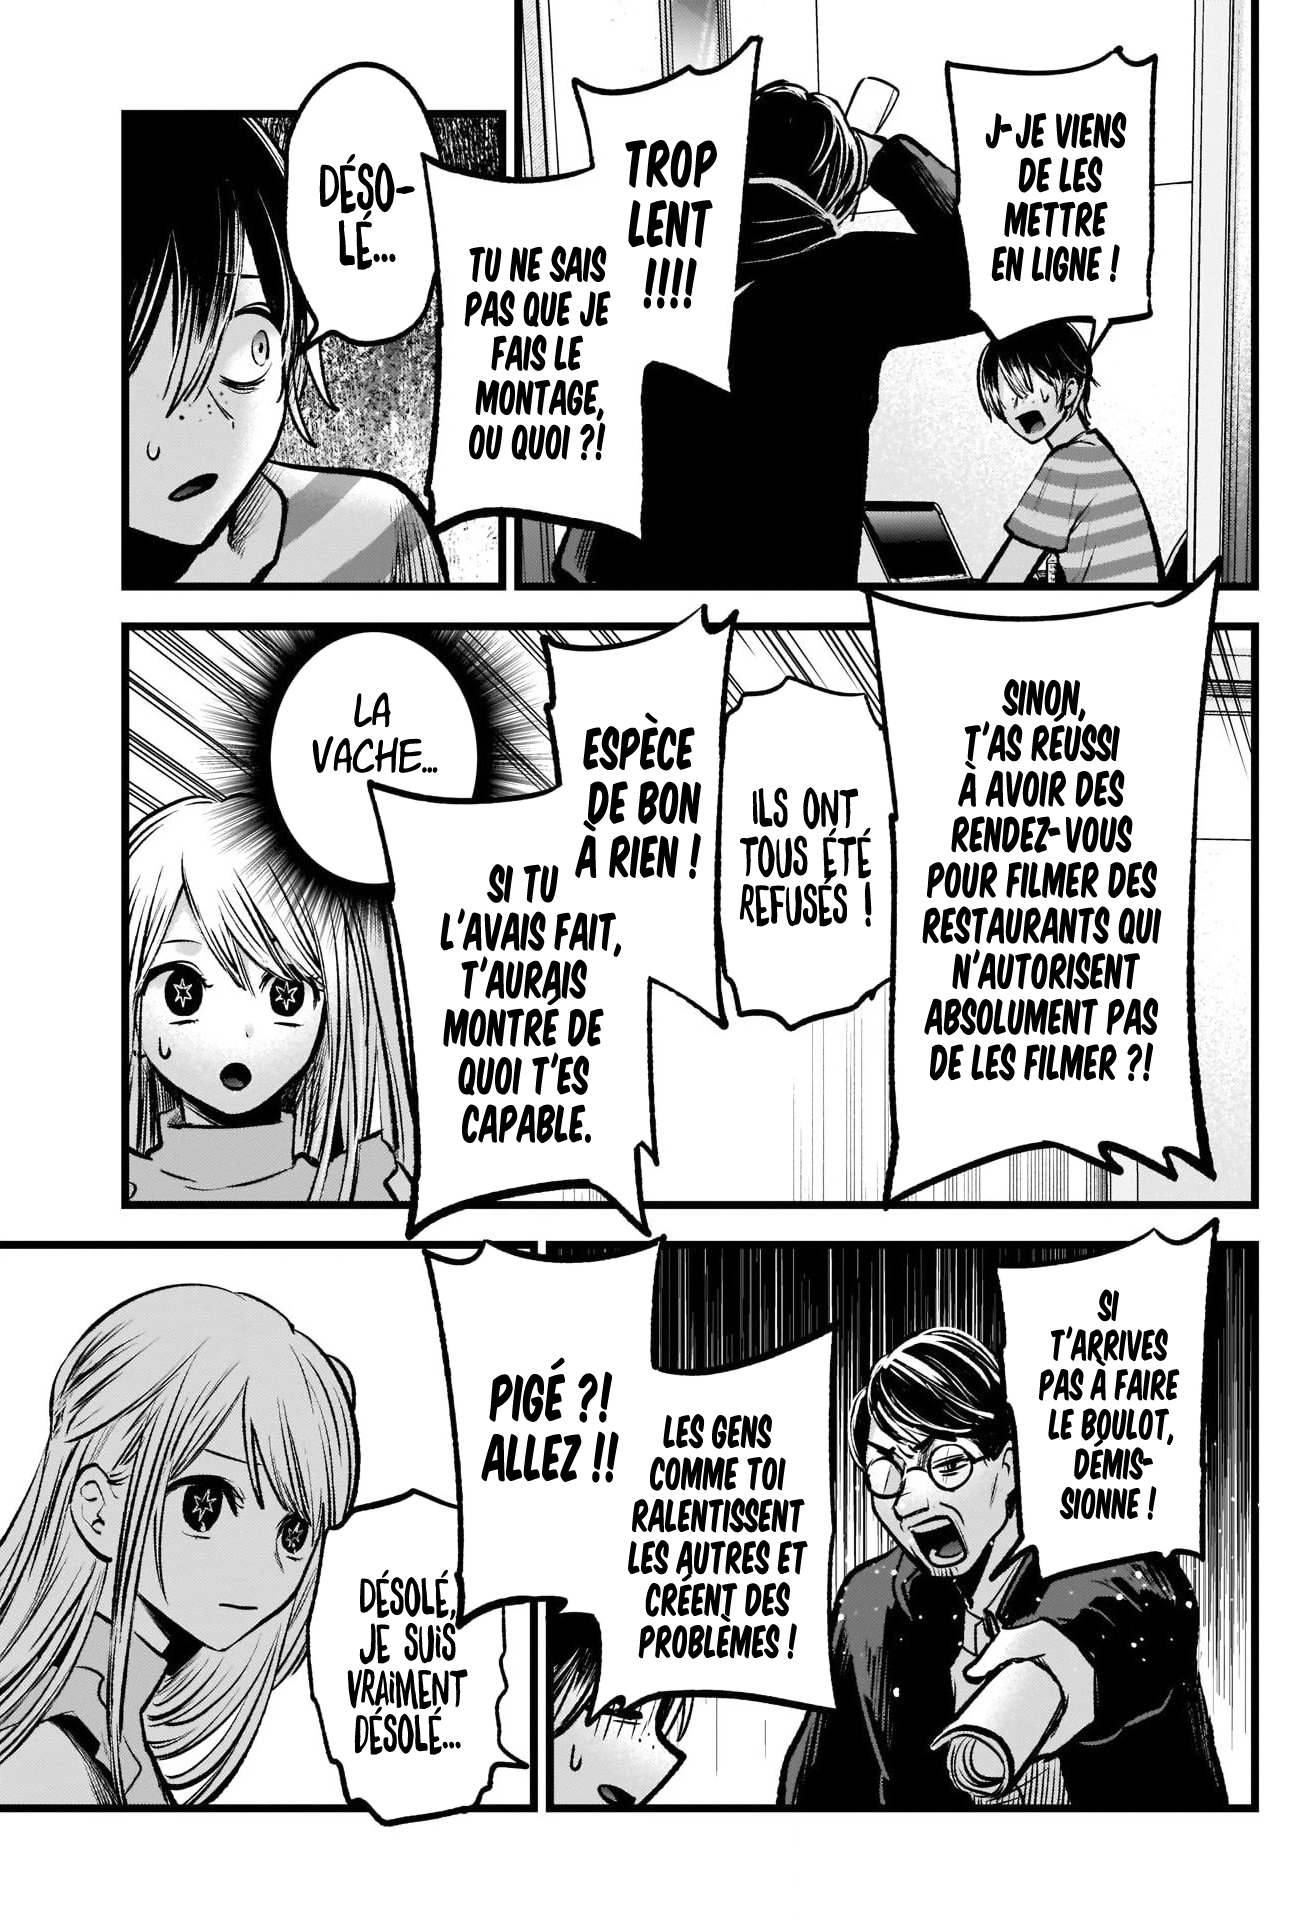 J-JE VIENS
DE LES
METTRE
EN LIGNE !
TROP
LENT
!!!!
TU NE SAIS
PAS QUE JE
FAIS LE
MONTAGE,
OU QUOI ?!
DÉSO-
LÉ...
SINON,
T'AS RÉUSSI
À AVOIR DES
RENDEZ-VOUS
POUR FILMER DES
RESTAURANTS QUI
N'AUTORISENT
ABSOLUMENT PAS
DE LES FILMER ?!
ILS ONT
TOUS ÉTÉ
REFUSÉS !
ESPÈCE
DE BON
À RIEN !
SI TU
L'AVAIS FAIT,
T'AURAIS
MONTRÉ DE
QUOI T'ES
CAPABLE.
LA
VACHE...
SI
T'ARRIVES
PAS À FAIRE
LE BOULOT,
DÉMIS-
SIONNE !
LES GENS
COMME TOI
RALENTISSENT
LES AUTRES ET
CRÉENT DES
PROBLÈMES !
PIGÉ ?!
ALLEZ !!
DÉSOLÉ,
JE SUIS
VRAIMENT
DÉSOLÉ...